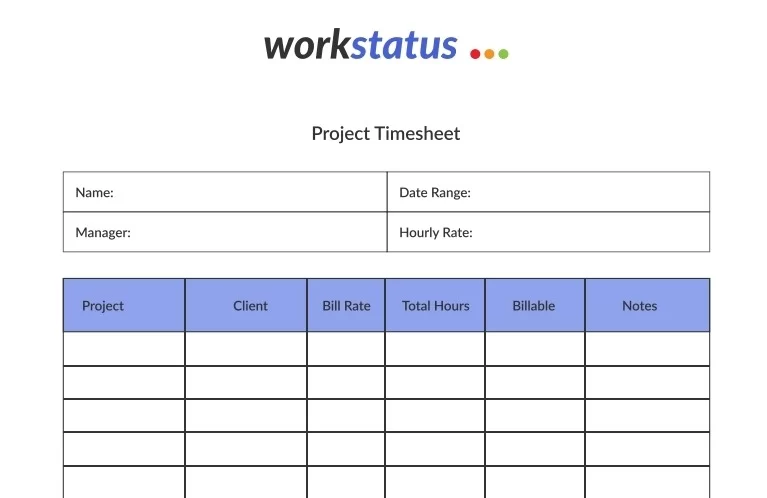 workstatus
Project Timesheet
Name: Date Range:
Manager: Hourly Rate:
Project Client Bill Rate Total Hours Billable Notes